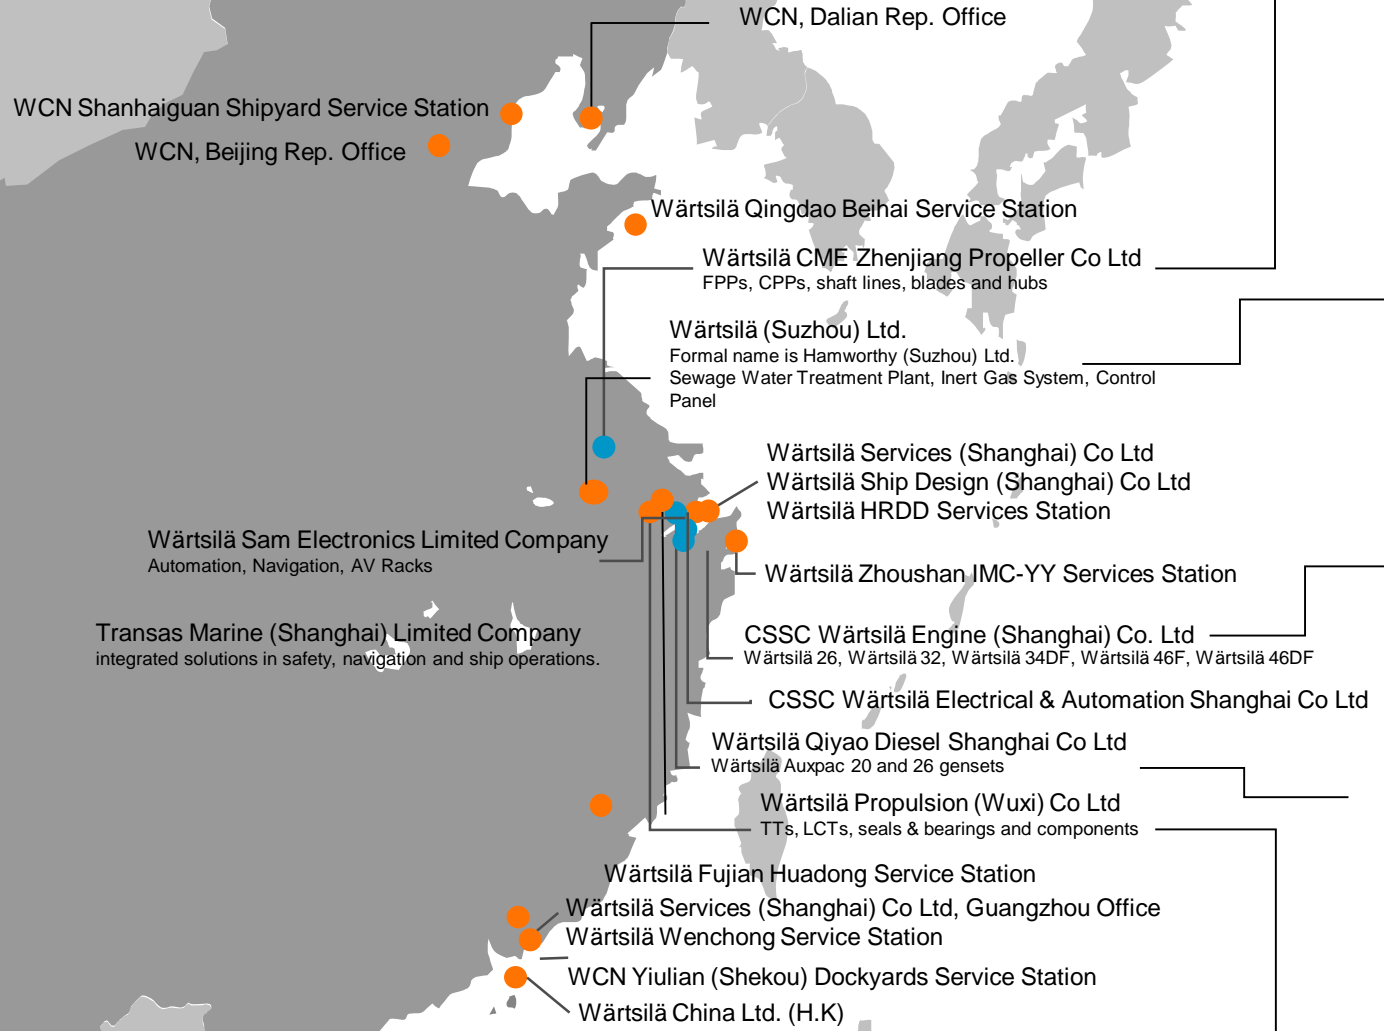 WCN, Dalian Rep. Office
WCN Shanhaiguan Shipyard Service Station
WCN, Beijing Rep. Office
Wärtsilä Qingdao Beihai Service Station
Wärtsilä CME Zhenjiang Propeller Co Ltd
FPPs, CPPs, shaft lines, blades and hubs
Wärtsilä (Suzhou) Ltd.
Formal name is Hamworthy (Suzhou) Ltd.
Sewage Water Treatment Plant, Inert Gas System, Control
Panel
Wärtsilä Services (Shanghai) Co Ltd
Wärtsilä Ship Design (Shanghai) Co Ltd
Wärtsilä HRDD Services Station
Wärtsilä Sam Electronics Limited Company
Automation, Navigation, AV Racks
Wärtsilä Zhoushan IMC-YY Services Station
Transas Marine (Shanghai) Limited Company
integrated solutions in safety, navigation and ship operations.
CSSC Wärtsilä Engine (Shanghai) Co. Ltd
Wärtsilä 26, Wärtsilä 32, Wärtsilä 34DF, Wärtsilä 46F, Wärtsilä 46DF
CSSC Wärtsilä Electrical & Automation Shanghai Co Ltd
Wärtsilä Qiyao Diesel Shanghai Co Ltd
Wärtsilä Auxpac 20 and 26 gensets
Wärtsilä Propulsion (Wuxi) Co Ltd
TTs, LCTs, seals & bearings and components
Wärtsilä Fujian Huadong Service Station
Wärtsilä Services (Shanghai) Co Ltd, Guangzhou Office
Wärtsilä Wenchong Service Station
WCN Yiulian (Shekou) Dockyards Service Station
Wärtsilä China Ltd. (H.K)